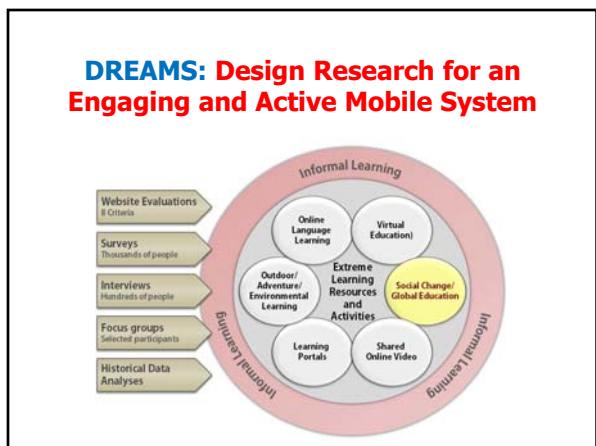 DREAMS: Design Research for an
Engaging and Active Mobile System
Website Evaluations
8 Criteria
Surveys
Thousands of people
Interviews
Hundreds of people
Focus groups
Selected participants
Historical Data
Analyses
Informal Learning
Informal Learning
Informal Learning
Online
Language
Learning
Virtual
Education)
Outdoor/
Adventure/
Environmental
Learning
Extreme
Learning
Resources
and
Activities
Social Change/
Global Education
Learning
Portals
Shared
Online Video